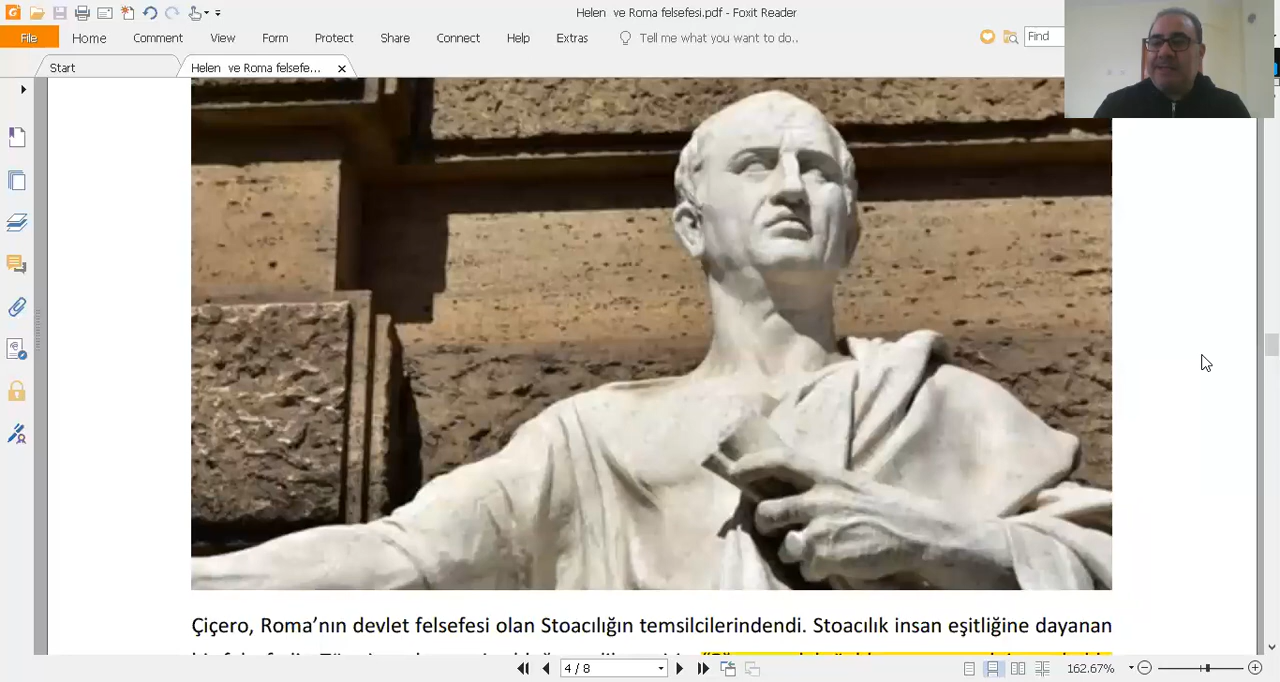 Helen ve Roma felsefesi.pdf - Foxit Reader
File Home Comment View Form Protect Share Connect Help Extras Tell me what you want to do.. Find
Start Helen ve Roma felsefe...
Çiçero, Roma’nın devlet felsefesi olan Stoacılığın temsilcilerindendi. Stoacılık insan eşitliğine dayanan
4 / 8 162.67%